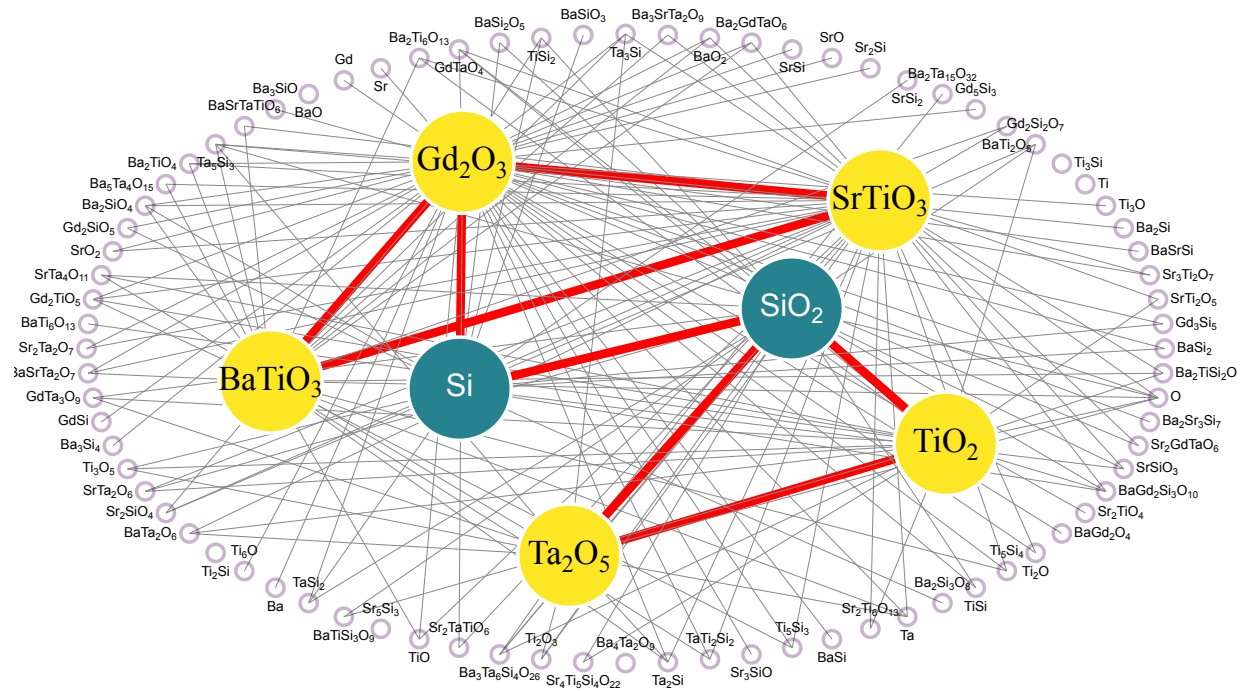 Ba₃SrTa₂O₉
BaSiO₃
Ba₂GdTaO₆
BaSi₂O₅
SrO
Ba₂Ti₆O₁₃
TiSi₂
Ta₃Si
BaO₂
Sr₂Si
GdTaO₄
SrSi
Gd
Sr
Ba₂Ta₁₅O₃₂
Gd₅Si₃
SrSi₂
Ba₃SiO
BaSrTaTiO₆
BaO
Gd₂Si₂O₇
BaTi₂O₅
Ba₂TiO₄
Ta₅Si₃
Ti₃Si
Gd₂O₃
Ba₅Ta₄O₁₅
Ti
Ba₂SiO₄
SrTiO₃
Ti₃O
Gd₂SiO₅
Ba₂Si
SrO₂
BaSrSi
SrTa₄O₁₁
Sr₃Ti₂O₇
Gd₂TiO₅
SrTi₂O₅
SiO₂
BaTi₆O₁₃
Gd₃Si₅
Sr₂Ta₂O₇
BaSi₂
BaSrTa₂O₇
Ba₂TiSi₂O
BaTiO₃
Si
GdTa₃O₉
O
GdSi
Ba₂Sr₃Si₇
Ba₃Si₄
TiO₂
Sr₂GdTaO₆
Ti₃O₅
SrSiO₃
SrTa₂O₆
BaGd₂Si₃O₁₀
Sr₂SiO₄
Sr₂TiO₄
BaTa₂O₆
BaGd₂O₄
Ta₂O₅
Ti₆O
Ti₅Si₄
Ti₂Si
Ti₂O
TaSi₂
Ba₂Si₃O₈
Ba
TiSi
Sr₅Si₃
Sr₂Ti₆O₁₃
BaTiSi₃O₉
Sr₂TaTiO₆
Ti₅Si₃
Ta
TiO
Ti₂O₃
Ba₄Ta₂O₉
TaTi₂Si₂
BaSi
Ba₃Ta₆Si₄O₂₆
Sr₄Ti₅Si₄O₂₂
Ta₂Si
Sr₃SiO